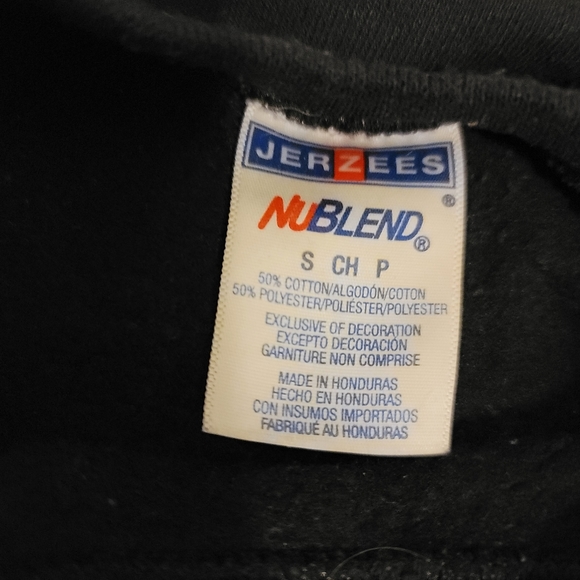 JERZEES
®
NUBLEND®
S CH P
50% COTTON/ALGODÓN/COTON
50% POLYESTER/POLIÉSTER/POLYESTER
EXCLUSIVE OF DECORATION
EXCEPTO DECORACIÓN
GARNITURE NON COMPRISE
MADE IN HONDURAS
HECHO EN HONDURAS
CON INSUMOS IMPORTADOS
FABRIQUÉ AU HONDURAS